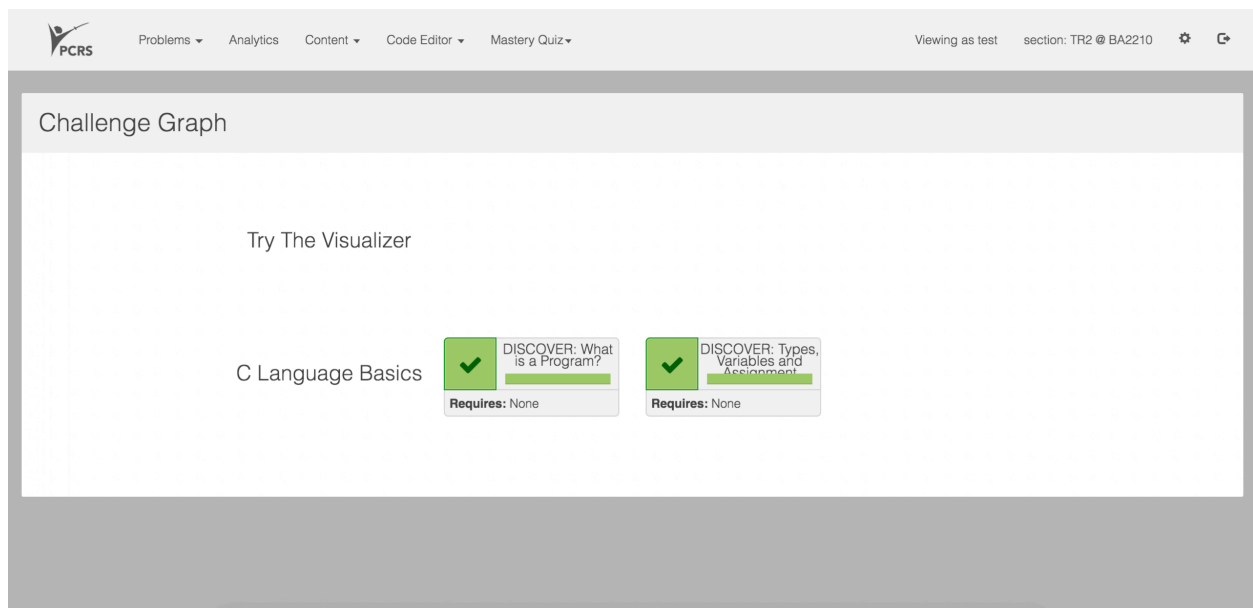 PCRS
Problems
Analytics
Content
Code Editor
Mastery Quiz
Viewing as test
section: TR2 @ BA2210
Challenge Graph
Try The Visualizer
C Language Basics
DISCOVER: What
is a Program?
Requires: None
DISCOVER: Types,
Variables and
Assignment
Requires: None